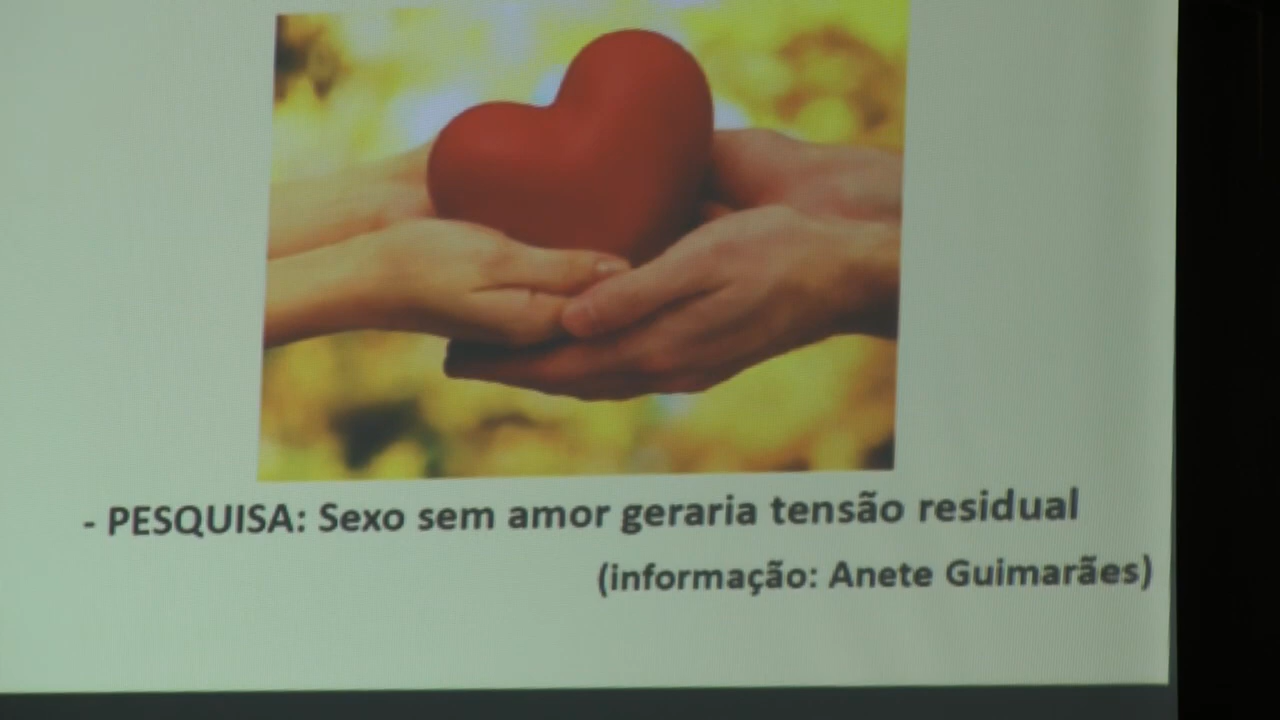 - PESQUISA: Sexo sem amor geraria tensão residual
(informação: Anete Guimarães)